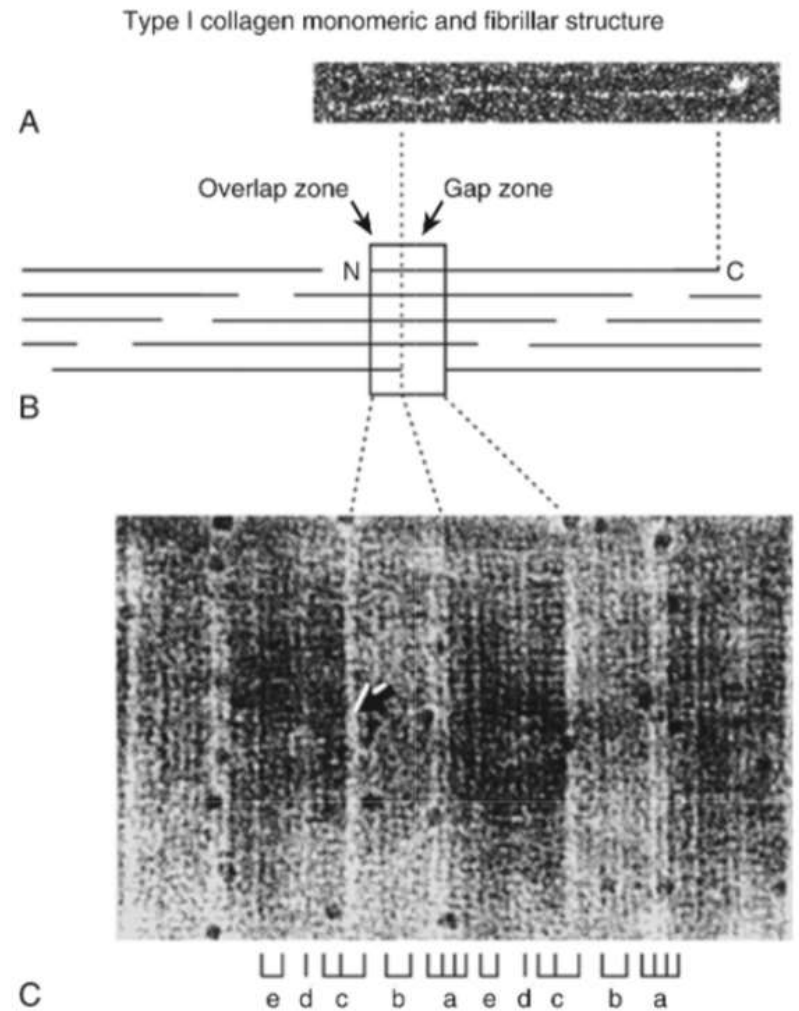 Type I collagen monomeric and fibrillar structure
A
Overlap zone
Gap zone
N
C
B
e d c b a e d c b a
C